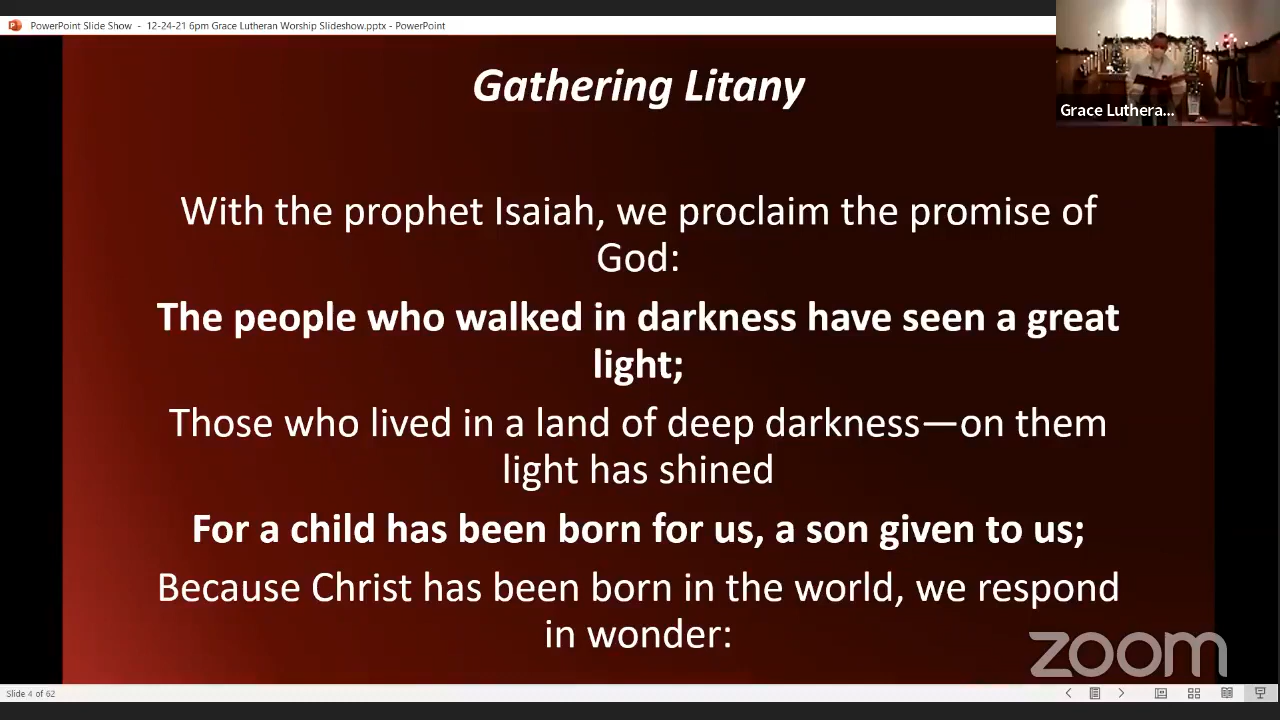 PowerPoint Slide Show - 12-24-21 6pm Grace Lutheran Worship Slideshow.pptx - PowerPoint
Gathering Litany
Grace Luthera...
With the prophet Isaiah, we proclaim the promise of
God:
The people who walked in darkness have seen a great
light;
Those who lived in a land of deep darkness—on them
light has shined
For a child has been born for us, a son given to us;
Because Christ has been born in the world, we respond
in wonder:
zoom
Slide 4 of 62